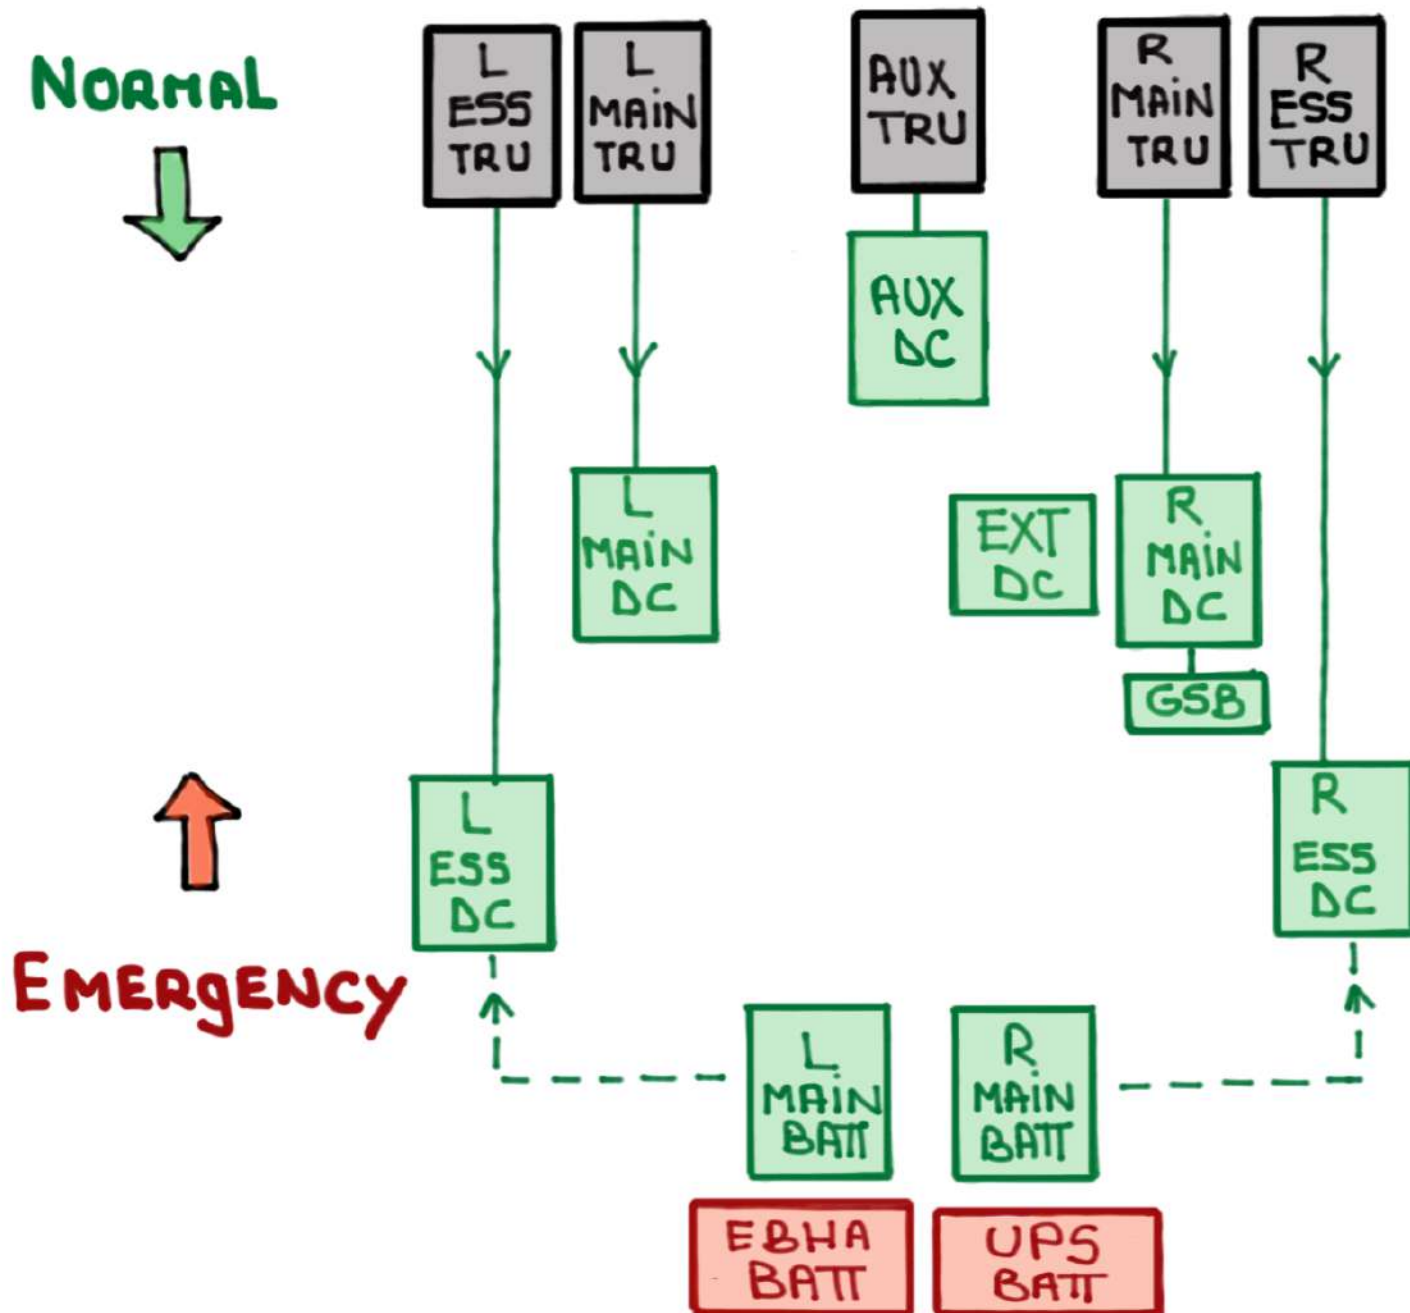 NORMAL
L
ESS
TRU
L
MAIN
TRU
AUX
TRU
R
MAIN
TRU
R
ESS
TRU
AUX
DC
L
MAIN
DC
EXT
DC
R
MAIN
DC
GSB
L
ESS
DC
R
ESS
DC
EMERGENCY
L
MAIN
BATT
R
MAIN
BATT
EBHA
BATT
UPS
BATT